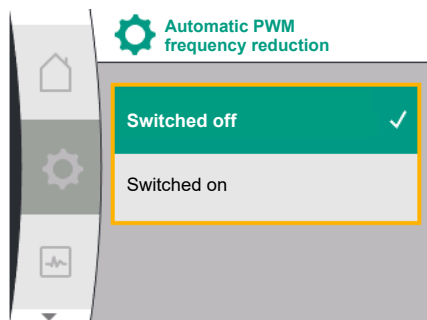 Automatic PWM
frequency reduction
Switched off
Switched on